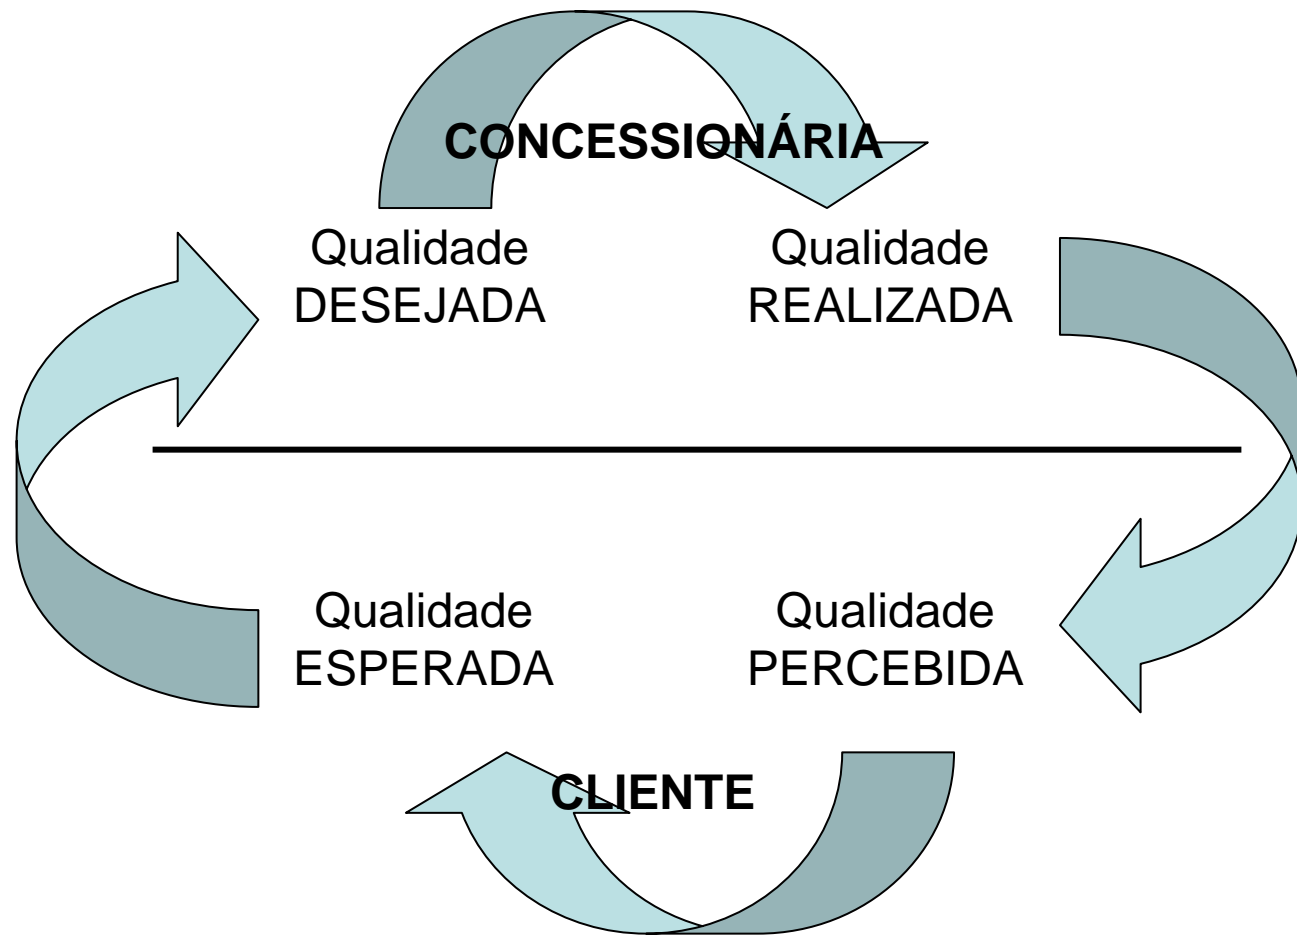 CONCESSIONÁRIA
Qualidade
DESEJADA
Qualidade
REALIZADA
Qualidade
ESPERADA
Qualidade
PERCEBIDA
CLIENTE